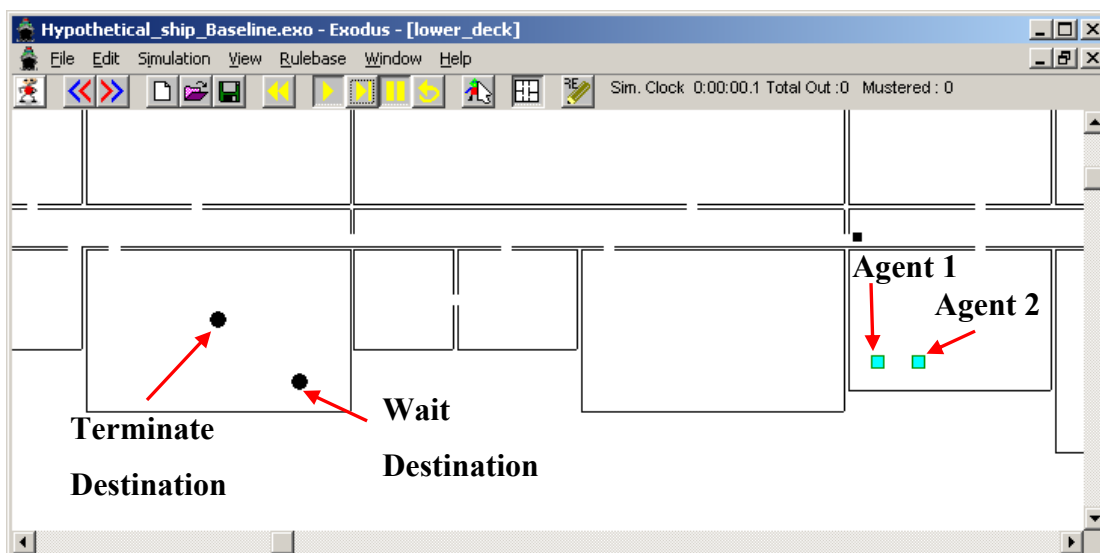 Hypothetical_ship_Baseline.exo - Exodus - [lower_deck]
File Edit Simulation View Rulebase Window Help
RE Sim. Clock 0:00:00.1 Total Out :0 Mustered : 0
Agent 1
Agent 2
Wait
Destination
Terminate
Destination